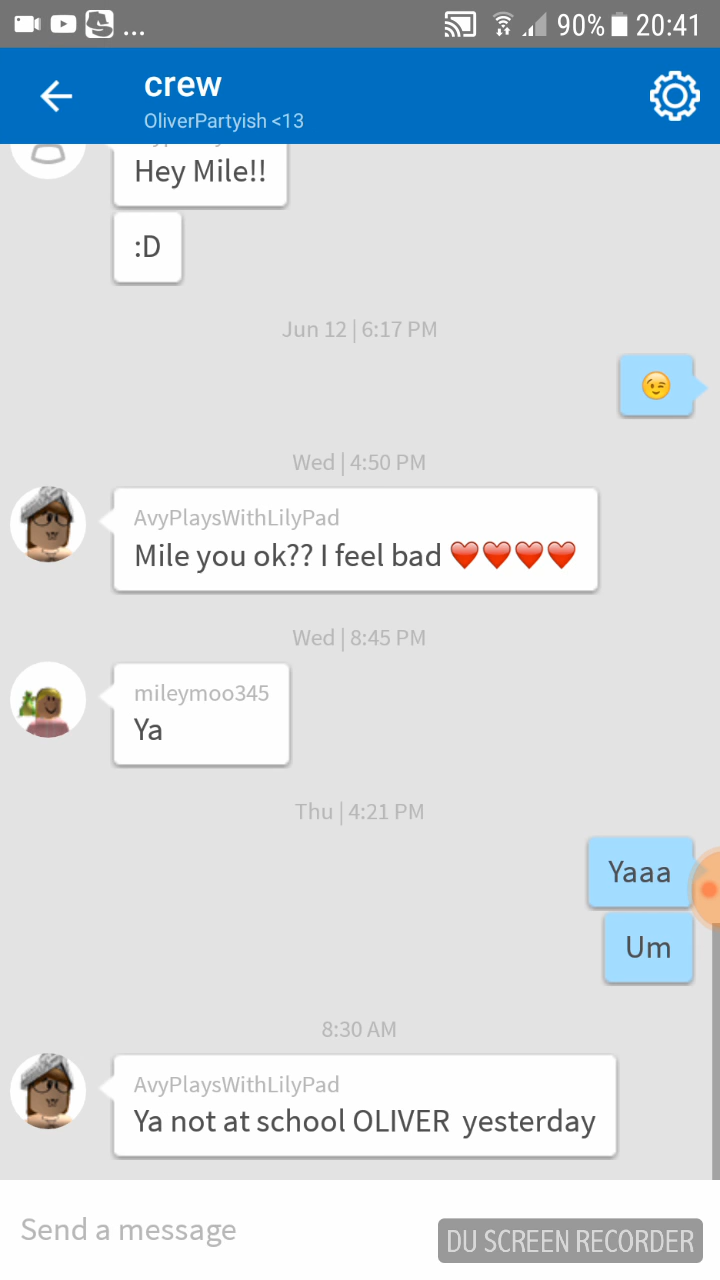 ... 90% 20:41
crew
OliverPartyish <13
Hey Mile!!
:D
Jun 12 | 6:17 PM
😉
Wed | 4:50 PM
AvyPlaysWithLilyPad
Mile you ok?? I feel bad ❤❤❤❤
Wed | 8:45 PM
mileymoo345
Ya
Thu | 4:21 PM
Yaaa
Um
8:30 AM
AvyPlaysWithLilyPad
Ya not at school OLIVER  yesterday
Send a message
DU SCREEN RECORDER